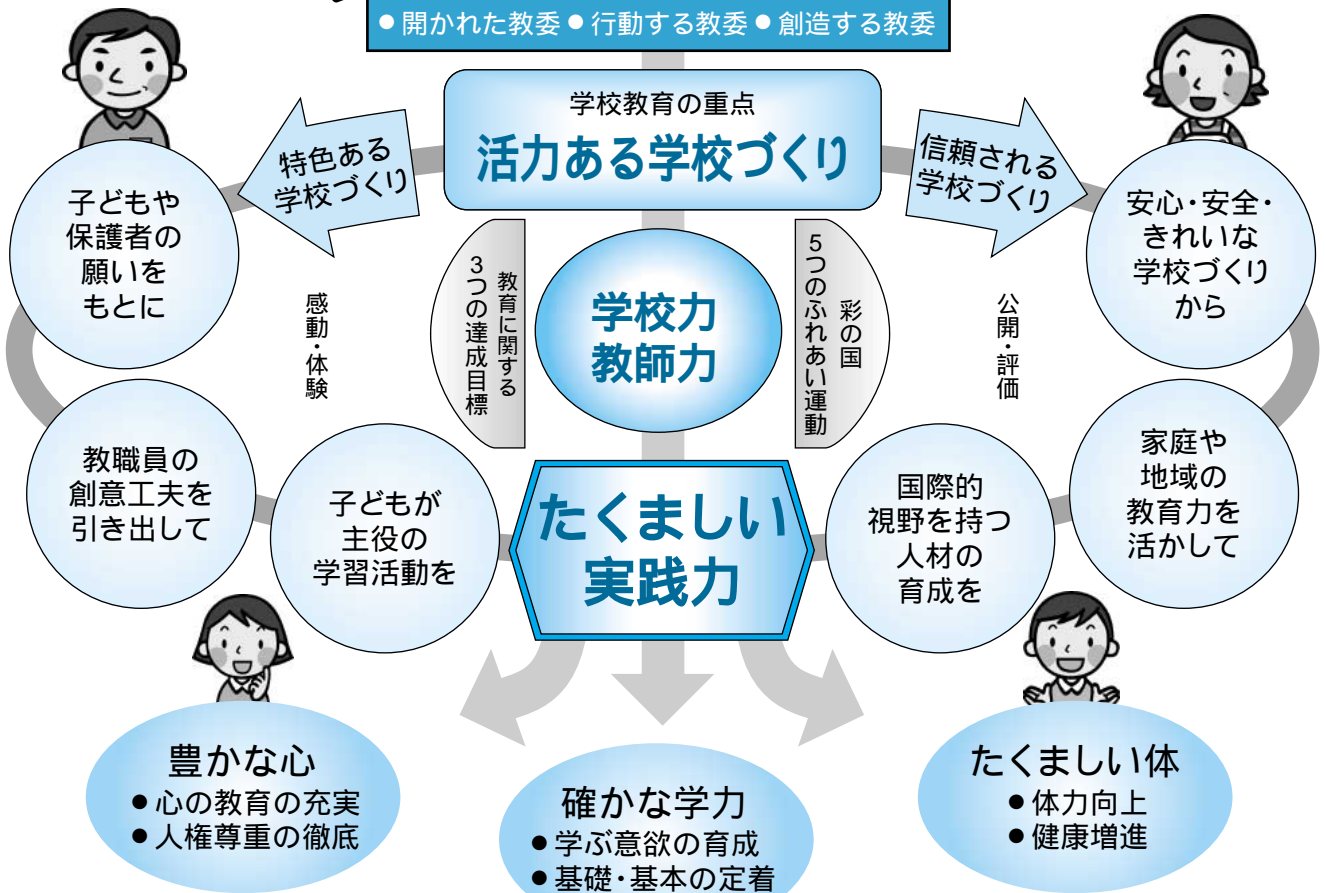 ●開かれた教委●行動する教委●創造する教委
学校教育の重点
活力ある学校づくり
特色ある
学校づくり
信頼される
学校づくり
子どもや
保護者の
願いを
もとに
安心・安全・
きれいな
学校づくり
から
感動・体験
教育に関する
3つの達成目標
学校力
教師力
彩の国
5つのふれあい運動
公開・評価
教職員の
創意工夫を
引き出して
子どもが
主役の
学習活動を
たくましい
実践力
国際的
視野を持つ
人材の
育成を
家庭や
地域の
教育力を
活かして
豊かな心
●心の教育の充実
●人権尊重の徹底
確かな学力
●学ぶ意欲の育成
●基礎・基本の定着
たくましい体
●体力向上
●健康増進